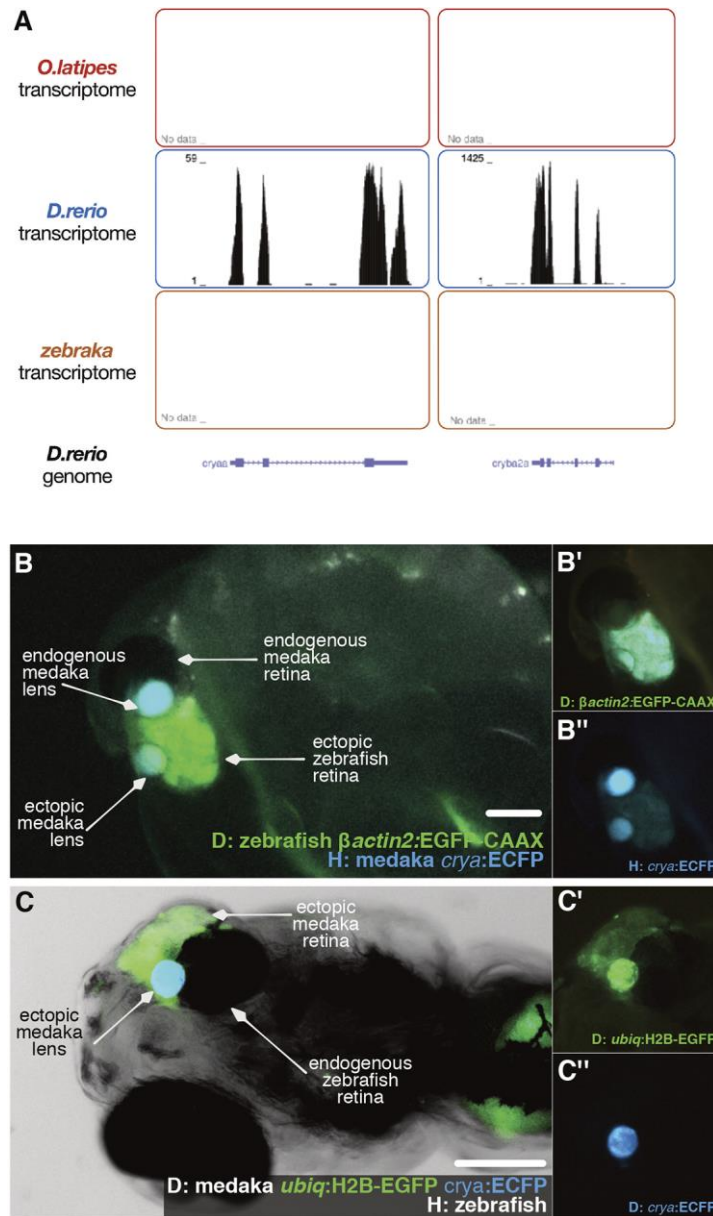 A
O.latipes
transcriptome
No data _
No data _
D.rerio
transcriptome
59 _
1 _
1425 _
1 _
zebraka
transcriptome
No data _
No data _
D.rerio
genome
cryaa
cryba2a
B
endogenous
medaka
lens
endogenous
medaka
retina
ectopic
zebrafish
retina
ectopic
medaka
lens
D: zebrafish βactin2:EGFP-CAAX
H: medaka crya:ECFP
B'
D: βactin2:EGFP-CAAX
B"
H: crya:ECFP
C
ectopic
medaka
retina
ectopic
medaka
lens
endogenous
zebrafish
retina
D: medaka ubiq:H2B-EGFP crya:ECFP
H: zebrafish
C'
D: ubiq:H2B-EGFP
C"
D: crya:ECFP